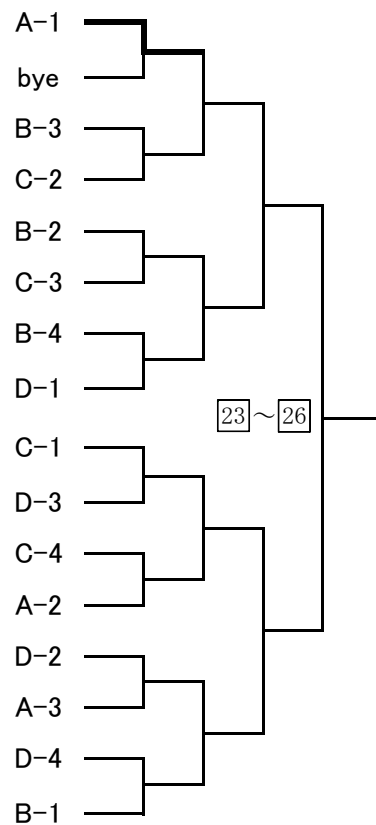 A-1
bye
B-3
C-2
B-2
C-3
B-4
D-1
23～26
C-1
D-3
C-4
A-2
D-2
A-3
D-4
B-1